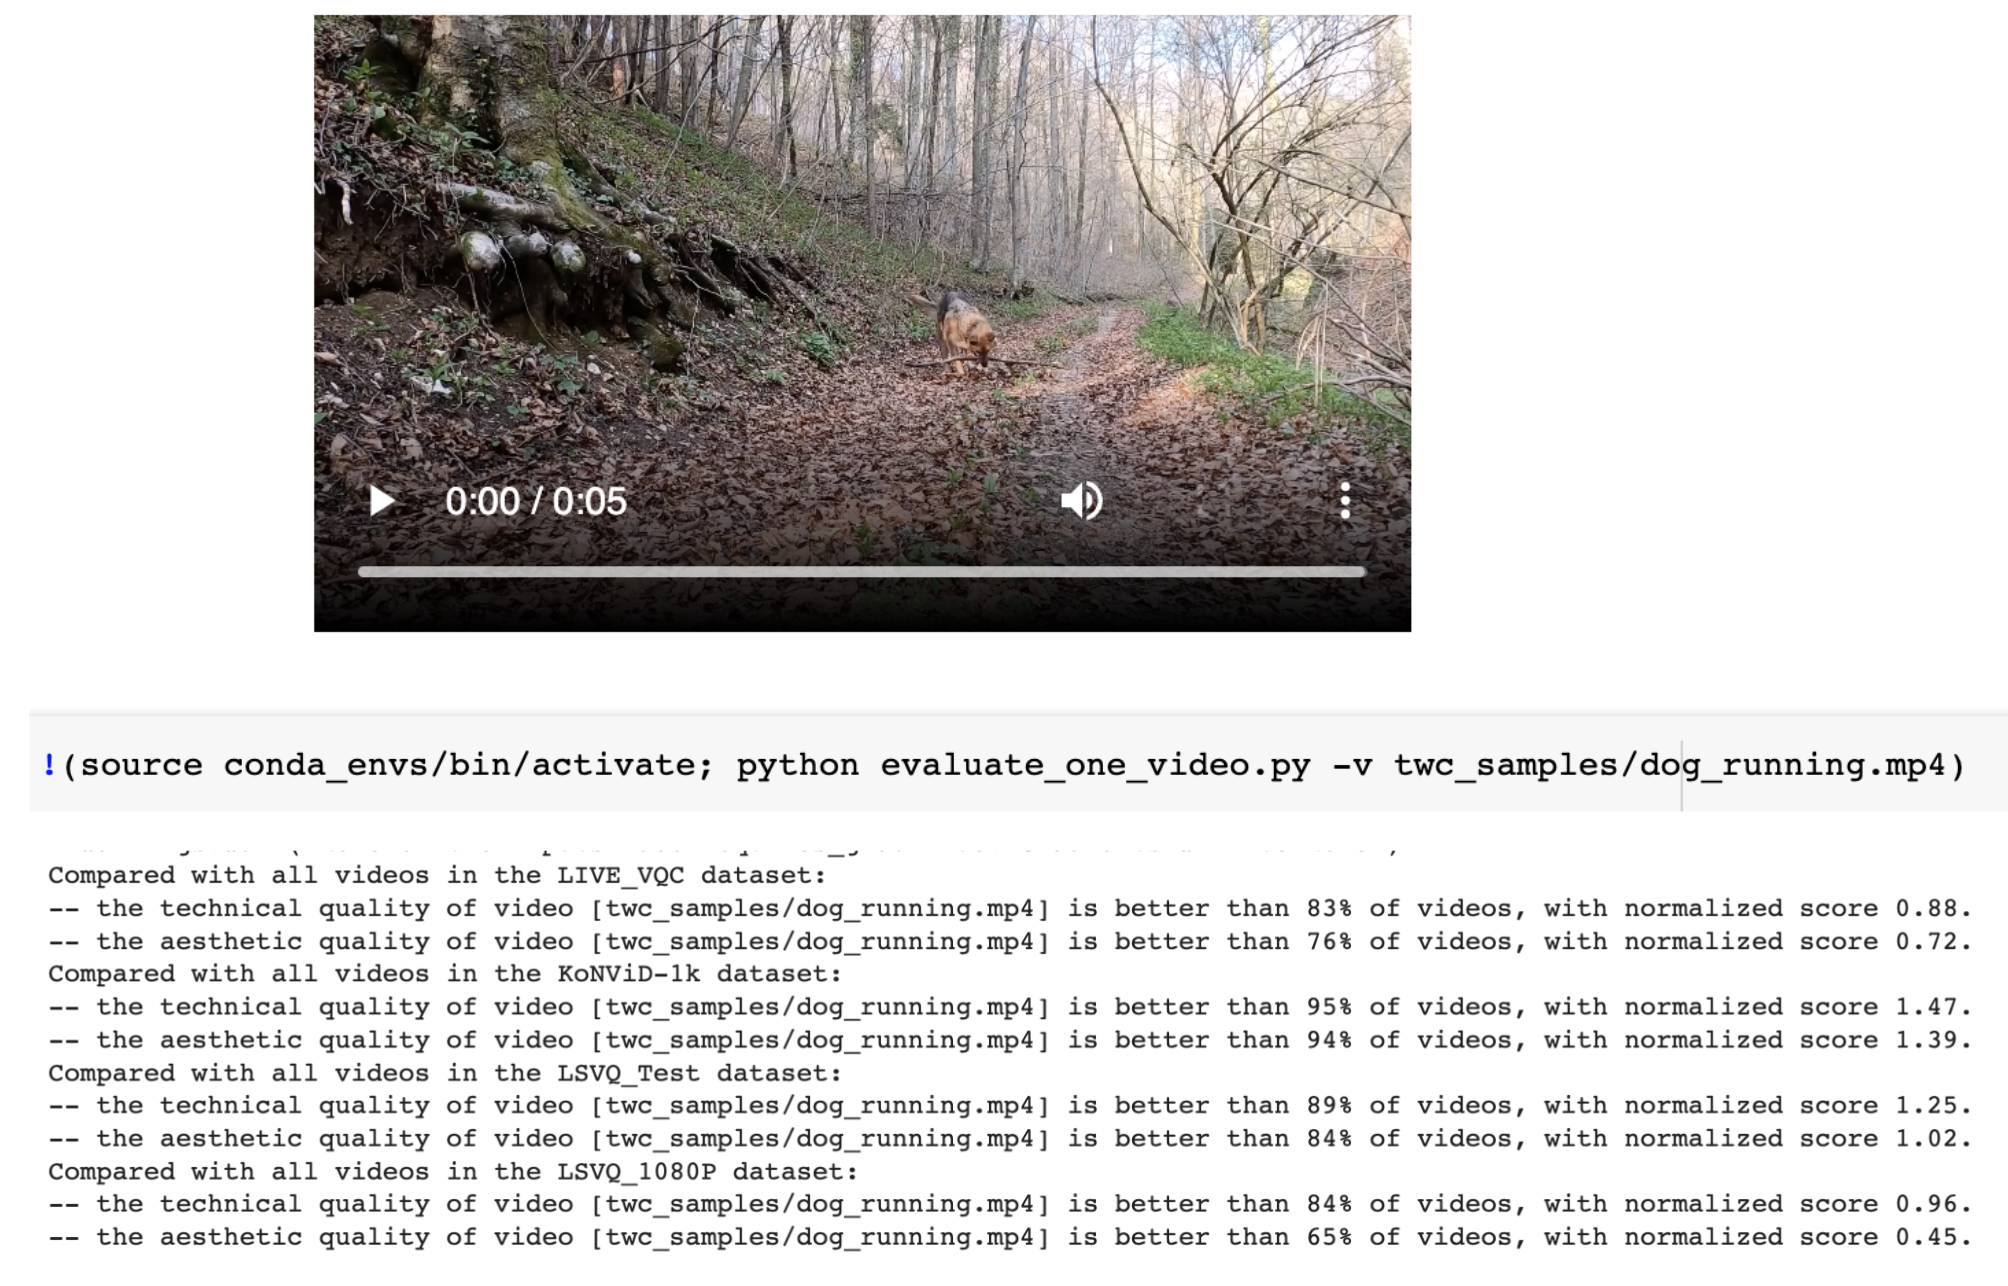 0:00 / 0:05
!(source conda_envs/bin/activate; python evaluate_one_video.py -v twc_samples/dog_running.mp4)
Compared with all videos in the LIVE_VQC dataset:
-- the technical quality of video [twc_samples/dog_running.mp4] is better than 83% of videos, with normalized score 0.88.
-- the aesthetic quality of video [twc_samples/dog_running.mp4] is better than 76% of videos, with normalized score 0.72.
Compared with all videos in the KoNViD-1k dataset:
-- the technical quality of video [twc_samples/dog_running.mp4] is better than 95% of videos, with normalized score 1.47.
-- the aesthetic quality of video [twc_samples/dog_running.mp4] is better than 94% of videos, with normalized score 1.39.
Compared with all videos in the LSVQ_Test dataset:
-- the technical quality of video [twc_samples/dog_running.mp4] is better than 89% of videos, with normalized score 1.25.
-- the aesthetic quality of video [twc_samples/dog_running.mp4] is better than 84% of videos, with normalized score 1.02.
Compared with all videos in the LSVQ_1080P dataset:
-- the technical quality of video [twc_samples/dog_running.mp4] is better than 84% of videos, with normalized score 0.96.
-- the aesthetic quality of video [twc_samples/dog_running.mp4] is better than 65% of videos, with normalized score 0.45.